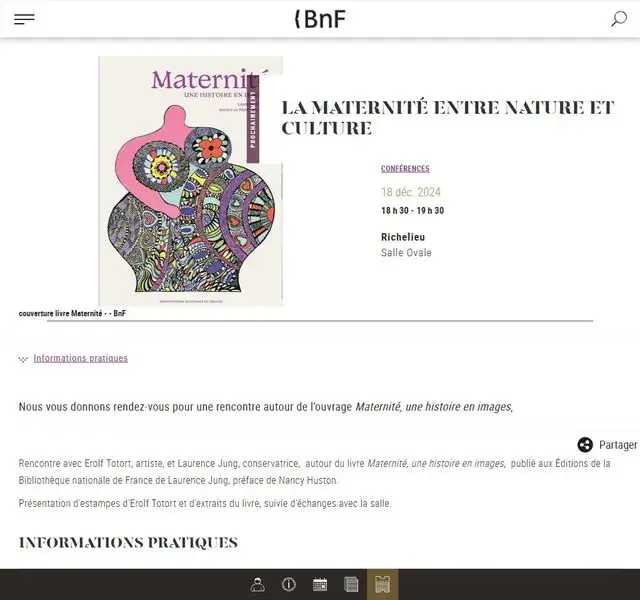 BnF
Maternité
UNE HISTOIRE EN
PROCHAINEMENT
LA MATERNITÉ ENTRE NATURE ET
CULTURE
CONFÉRENCES
18 déc. 2024
18 h 30 - 19 h 30
Richelieu
Salle Ovale
couverture livre Maternité - - BnF
Informations pratiques
Nous vous donnons rendez-vous pour une rencontre autour de l'ouvrage Maternité, une histoire en images,
Partager
Rencontre avec Erolf Totort, artiste, et Laurence Jung, conservatrice, autour du livre Maternité, une histoire en images, publié aux Éditions de la
Bibliothèque nationale de France de Laurence Jung, préface de Nancy Huston.
Présentation d'estampes d'Erolf Totort et d'extraits du livre, suivie d'échanges avec la salle.
INFORMATIONS PRATIQUES